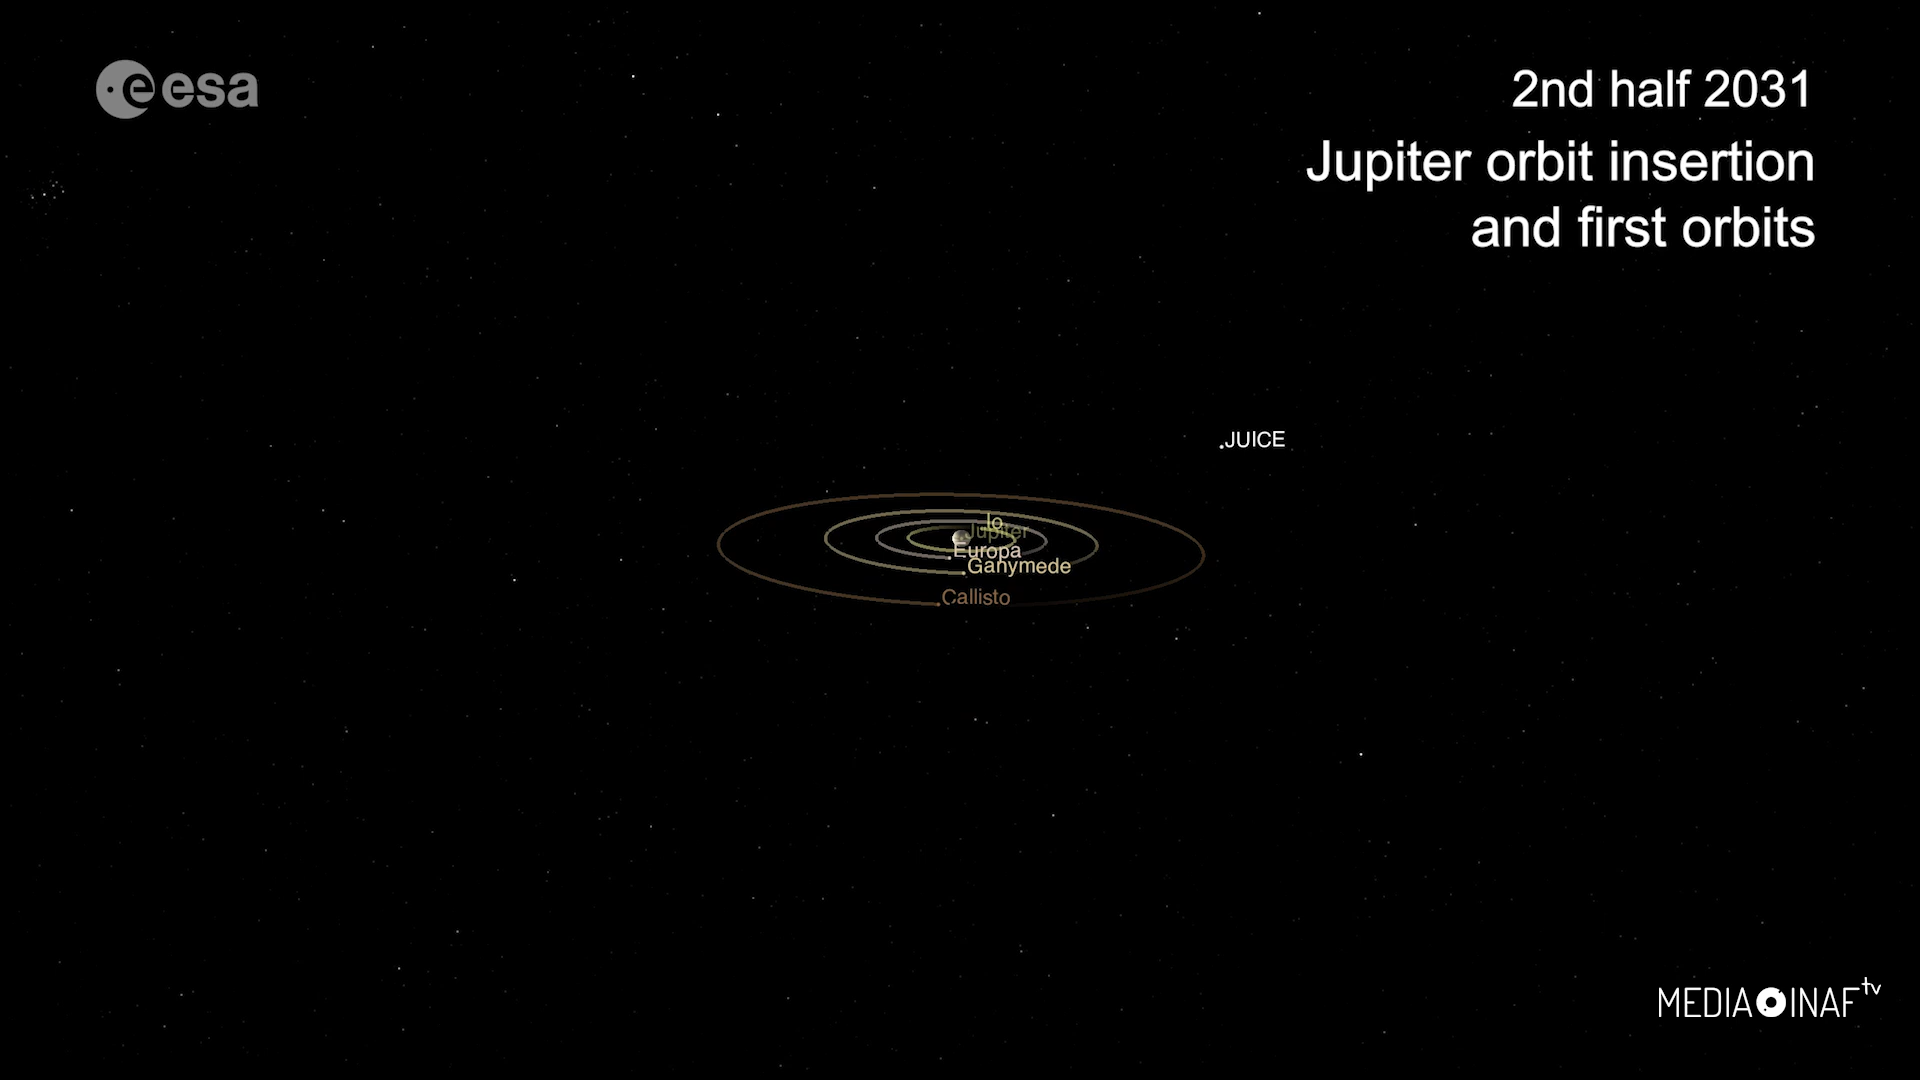 esa
2nd half 2031
Jupiter orbit insertion
and first orbits
JUICE
Io
Jupiter
Europa
Ganymede
Callisto
MEDIA INAF tv